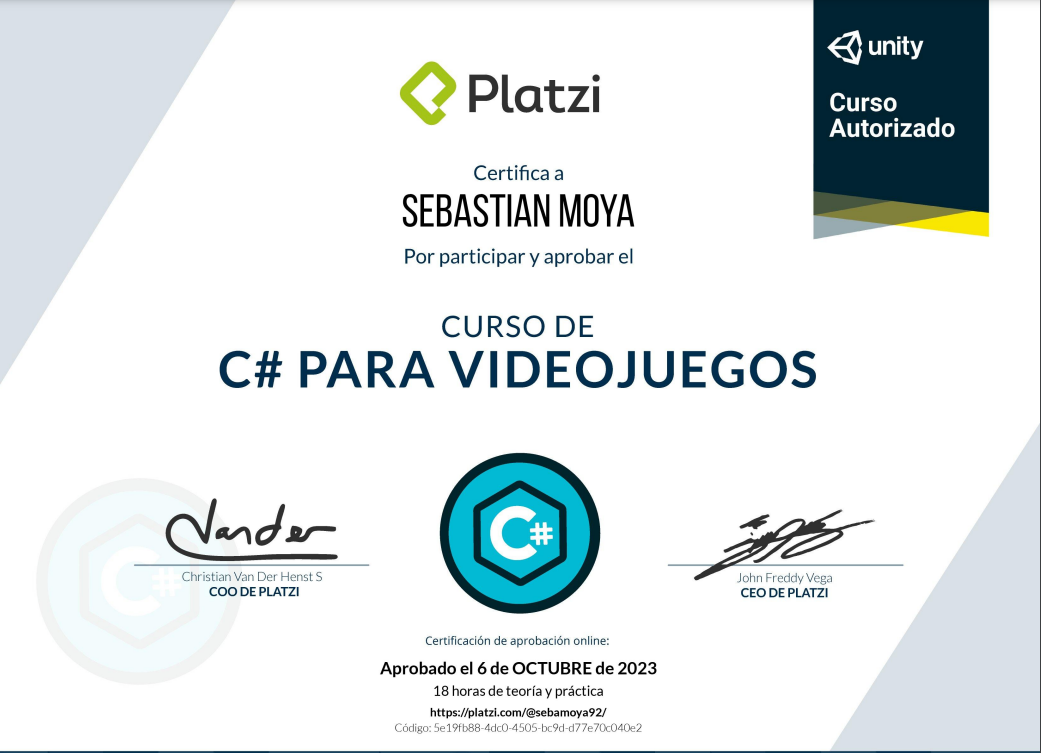 Platzi
unity
Curso
Autorizado
Certifica a
SEBASTIAN MOYA
Por participar y aprobar el
CURSO DE
C# PARA VIDEOJUEGOS
C#
C#
Vander
Christian Van Der Henst S
COO DE PLATZI
John Freddy Vega
CEO DE PLATZI
Certificación de aprobación online:
Aprobado el 6 de OCTUBRE de 2023
18 horas de teoría y práctica
https://platzi.com/@sebamoya92/
Código: 5e19fb88-4dc0-4505-bc9d-d77e70c040e2